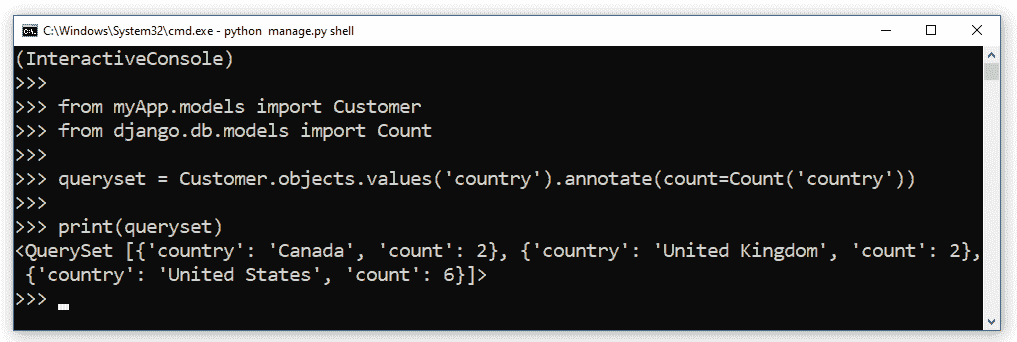 C:\Windows\System32\cmd.exe - python  manage.py shell
(InteractiveConsole)
>>>
>>> from myApp.models import Customer
>>> from django.db.models import Count
>>>
>>> queryset = Customer.objects.values('country').annotate(count=Count('country'))
>>>
>>> print(queryset)
<QuerySet [{'country': 'Canada', 'count': 2}, {'country': 'United Kingdom', 'count': 2},
 {'country': 'United States', 'count': 6}]>
>>>